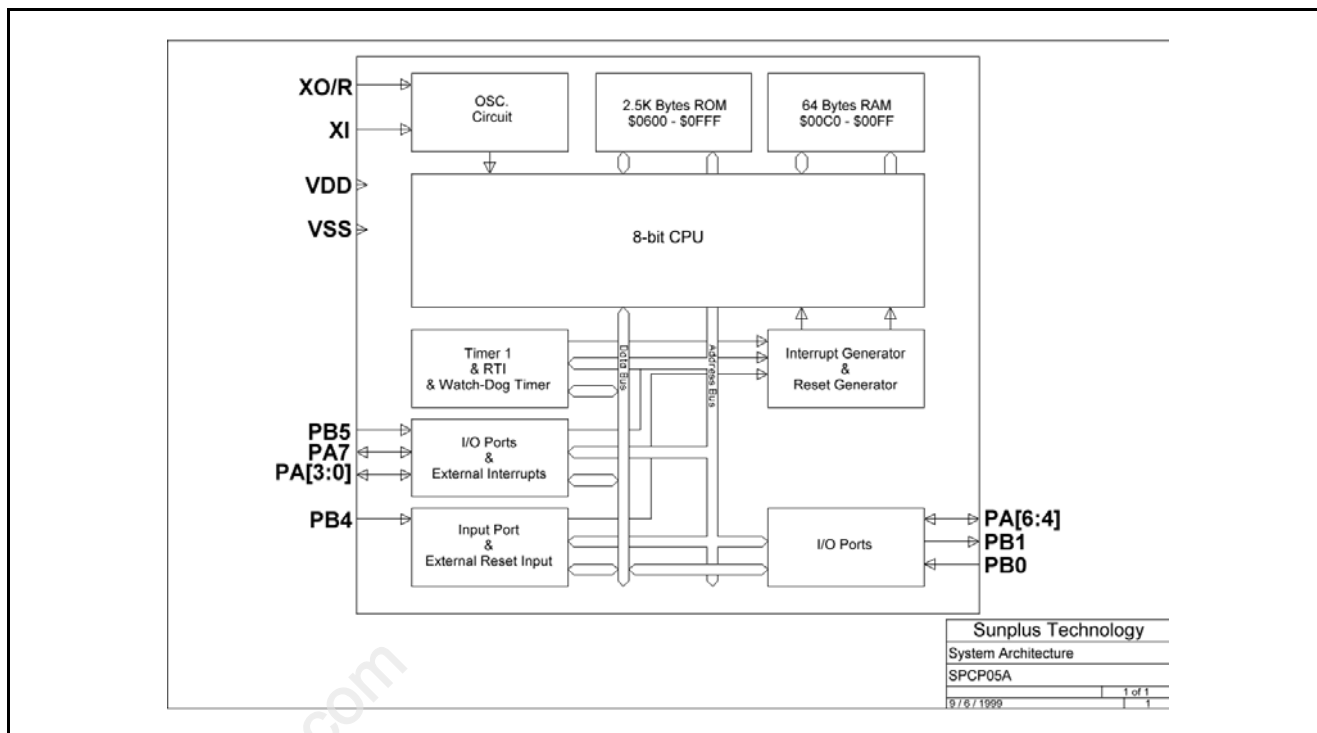 XO/R
XI
VDD
VSS
OSC.
Circuit
2.5K Bytes ROM
$0600 - $0FFF
64 Bytes RAM
$00C0 - $00FF
8-bit CPU
Timer 1
& RTI
& Watch-Dog Timer
Data Bus
Address Bus
Interrupt Generator
&
Reset Generator
PB5
PA7
PA[3:0]
I/O Ports
&
External Interrupts
PB4
Input Port
&
External Reset Input
I/O Ports
PA[6:4]
PB1
PB0
Sunplus Technology
System Architecture
SPCP05A
1 of 1
9 / 6 / 1999
1
.com